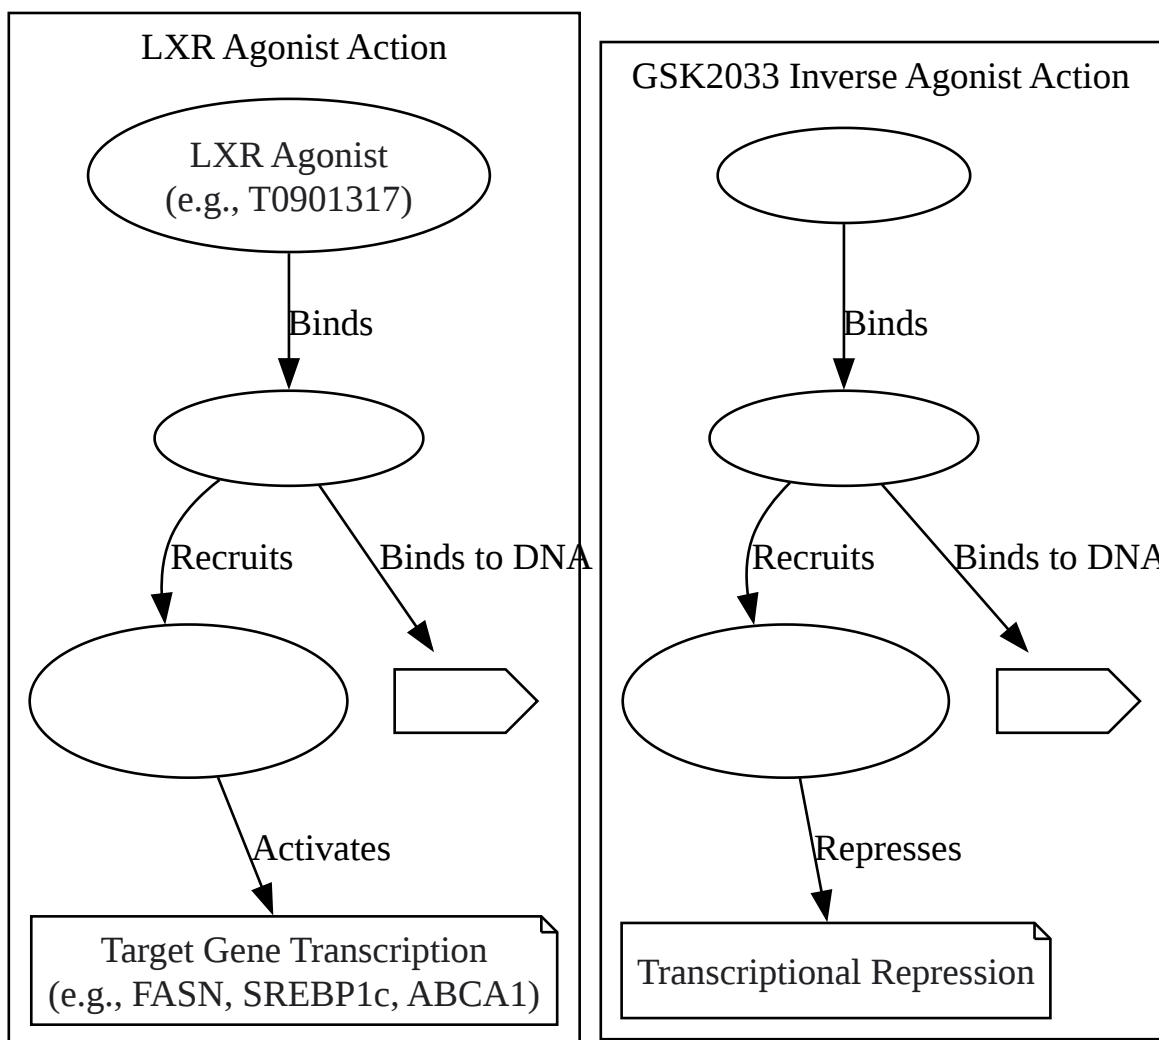 LXR Agonist Action
LXR Agonist
(e.g., T0901317)
Binds
Recruits
Binds to DNA
Activates
Target Gene Transcription
(e.g., FASN, SREBP1c, ABCA1)
GSK2033 Inverse Agonist Action
Binds
Recruits
Binds to DNA
Represses
Transcriptional Repression